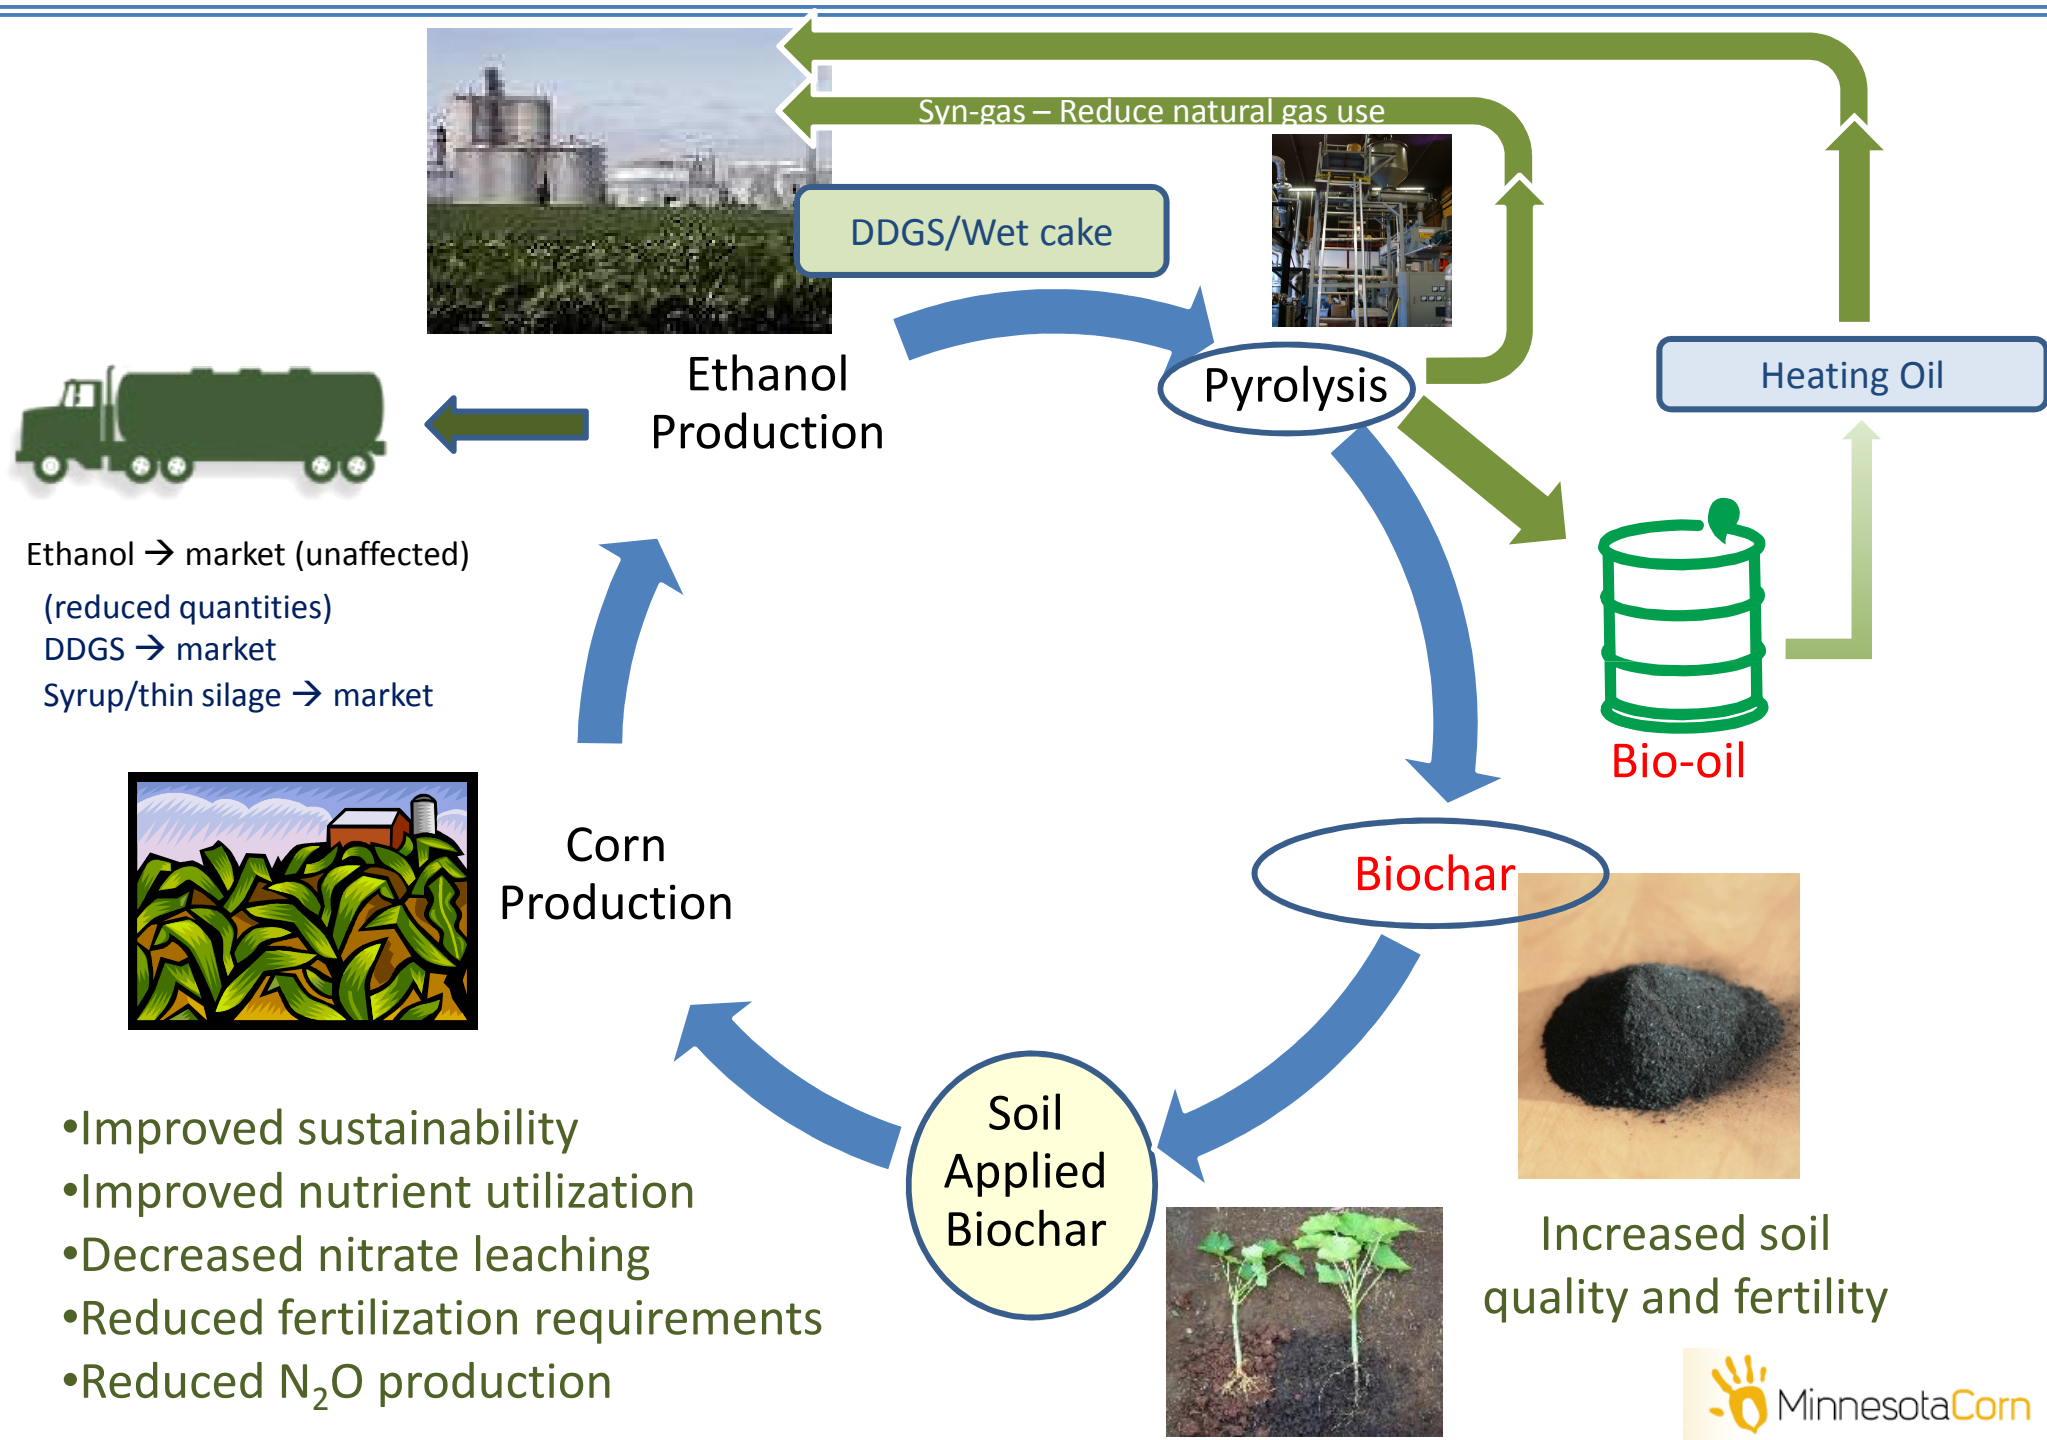 Syn-gas – Reduce natural gas use
DDGS/Wet cake
Ethanol
Production
Pyrolysis
Heating Oil
Ethanol → market (unaffected)
(reduced quantities)
DDGS → market
Syrup/thin silage → market
Bio-oil
Corn
Production
Biochar
Soil
Applied
Biochar
•Improved sustainability
•Improved nutrient utilization
•Decreased nitrate leaching
•Reduced fertilization requirements
•Reduced N₂O production
Increased soil
quality and fertility
MinnesotaCorn